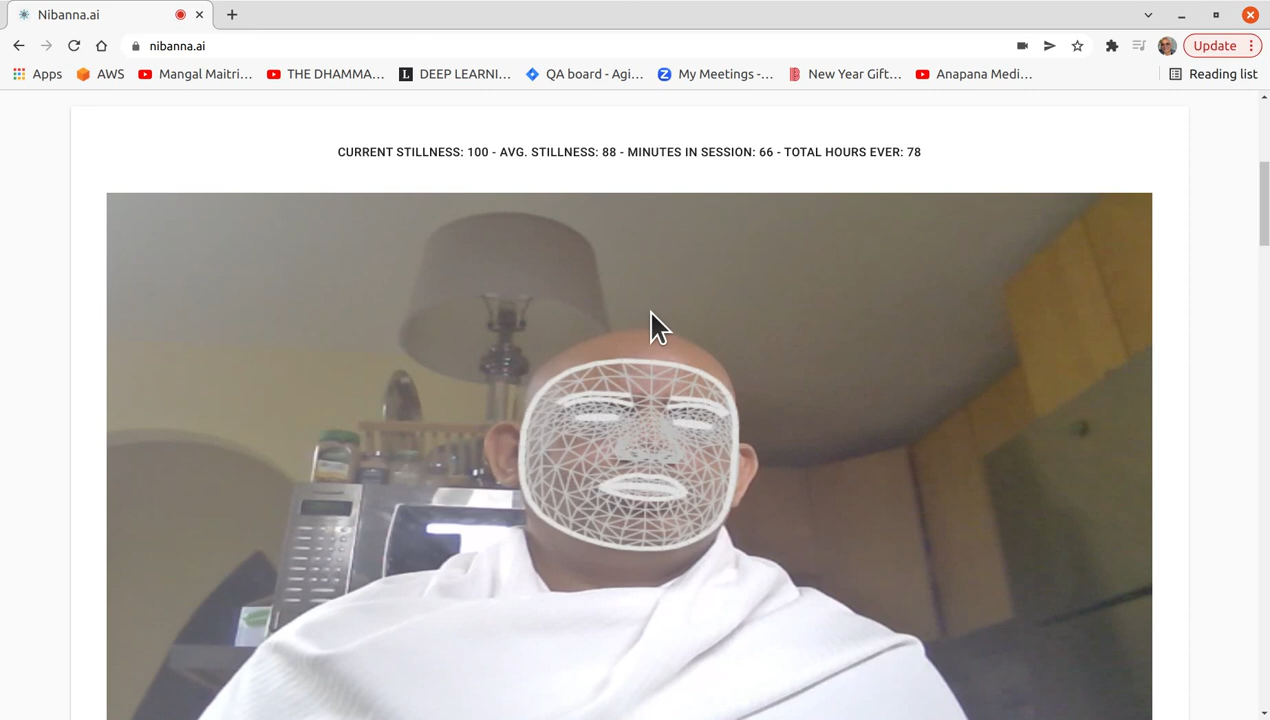 Nibanna.ai
nibanna.ai
Update
Apps AWS Mangal Maitri... THE DHAMMA... L DEEP LEARNI... QA board - Agi... Z My Meetings -... B New Year Gift... Anapana Medi... Reading list
CURRENT STILLNESS: 100 - AVG. STILLNESS: 88 - MINUTES IN SESSION: 66 - TOTAL HOURS EVER: 78